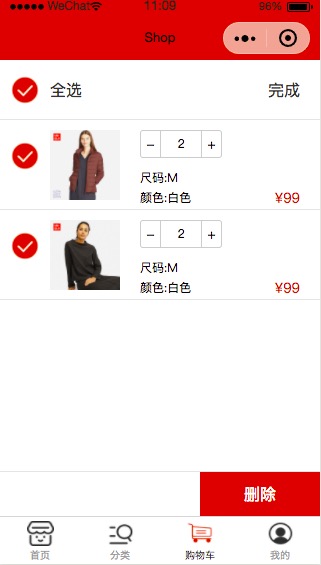 WeChat 11:09 96%
Shop
全选 完成
− 2 +
尺码:M
颜色:白色 ¥99
− 2 +
尺码:M
颜色:白色 ¥99
删除
首页 分类 购物车 我的